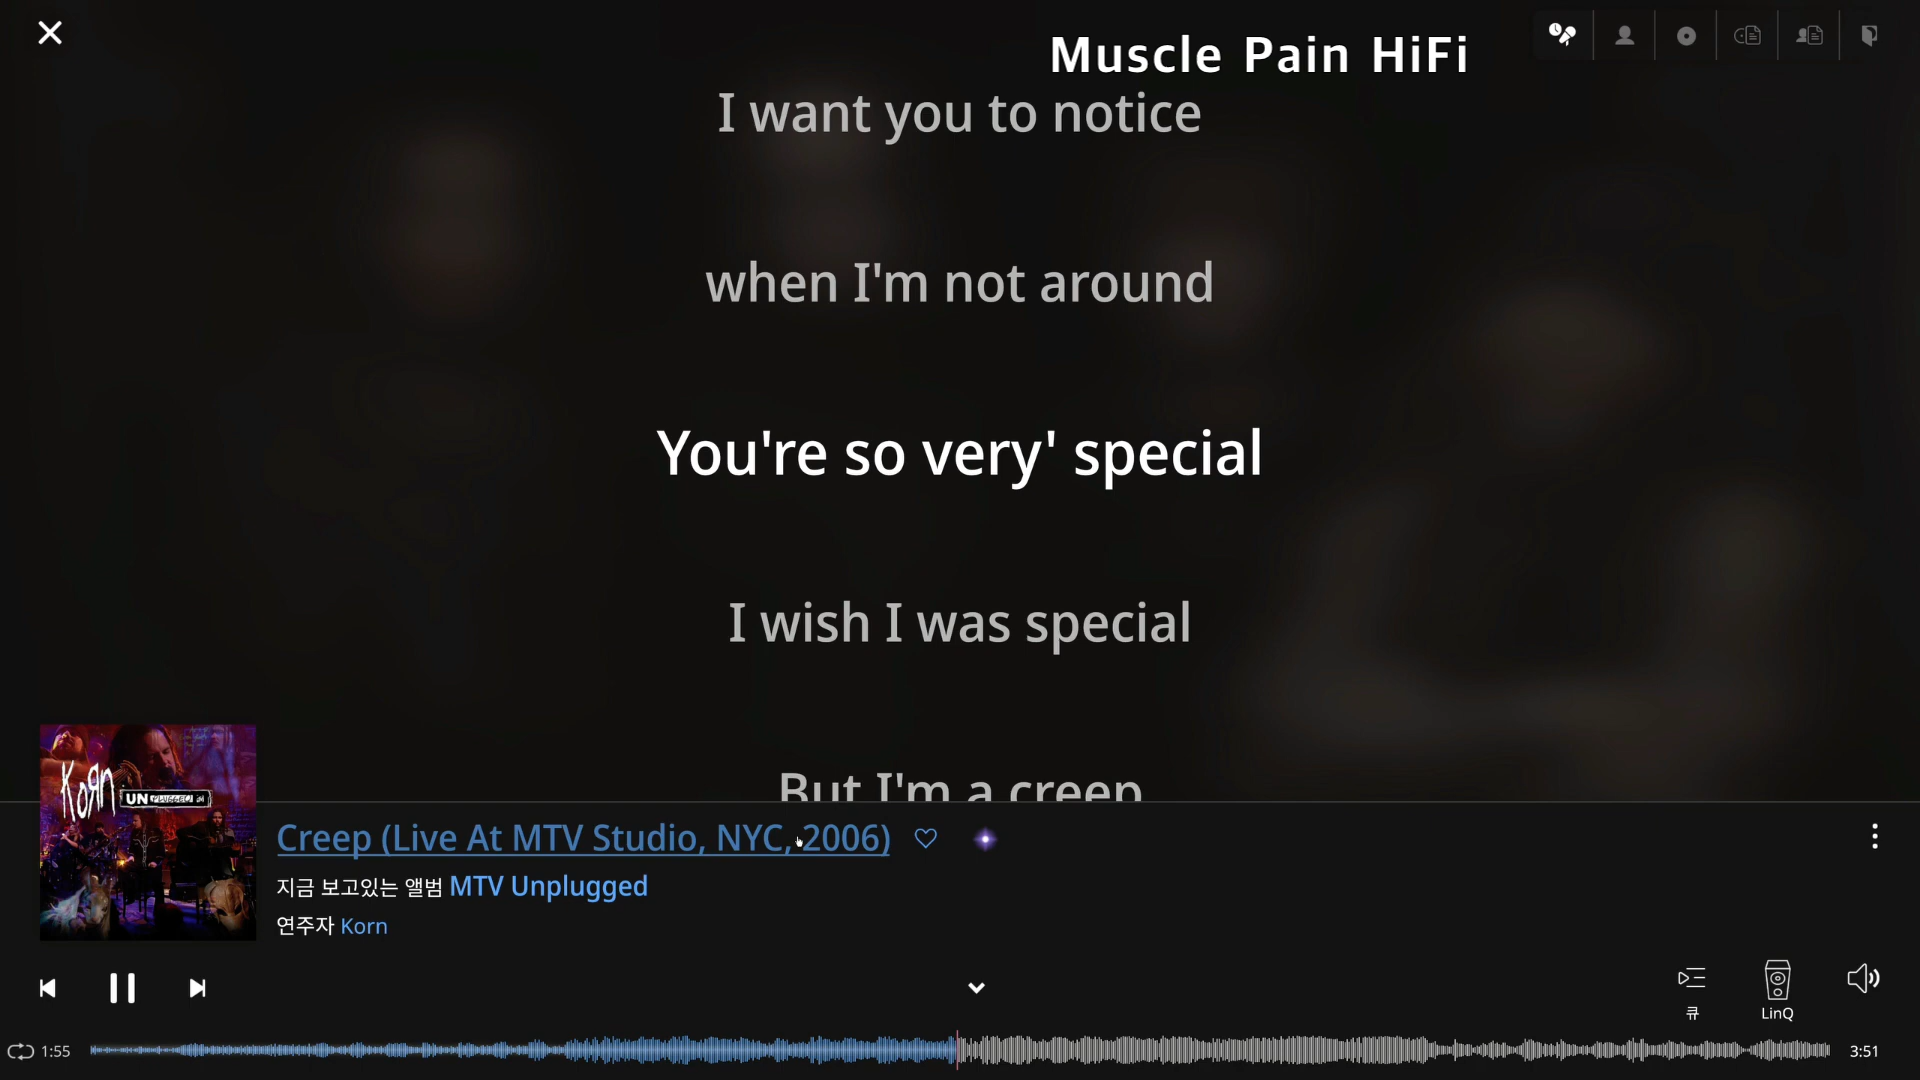 Muscle Pain HiFi
I want you to notice
when I'm not around
You're so very' special
I wish I was special
But I'm a creep
KoЯn
UNPLUGGED
Creep (Live At MTV Studio, NYC, 2006)
지금 보고있는 앨범 MTV Unplugged
연주자 Korn
큐
LinQ
1:55
3:51